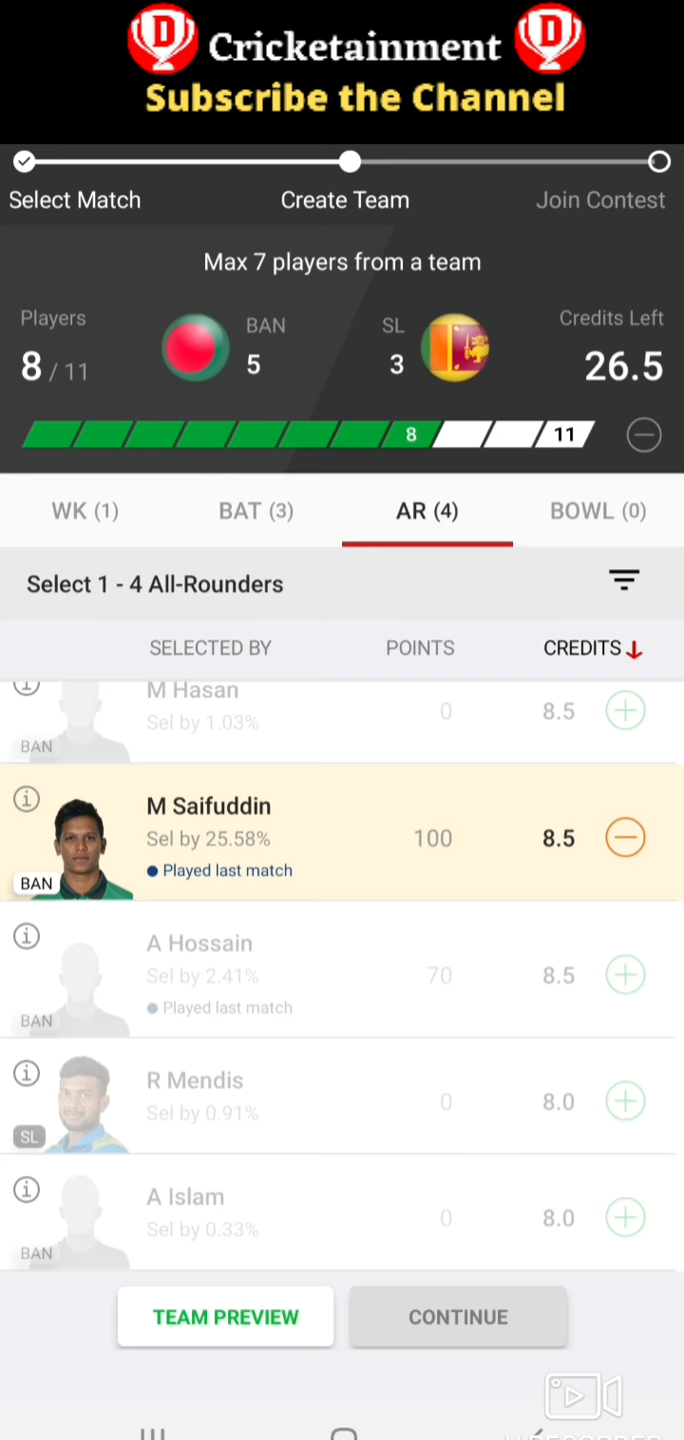 D Cricketainment D
Subscribe the Channel
Select Match Create Team Join Contest
Max 7 players from a team
Players BAN SL Credits Left
8 / 11 5 3 26.5
8 11
WK (1) BAT (3) AR (4) BOWL (0)
Select 1 - 4 All-Rounders
SELECTED BY POINTS CREDITS
M Hasan
Sel by 1.03% 0 8.5
BAN
M Saifuddin
Sel by 25.58% 100 8.5
Played last match
BAN
A Hossain
Sel by 2.41% 70 8.5
Played last match
BAN
R Mendis
Sel by 0.91% 0 8.0
SL
A Islam
Sel by 0.33% 0 8.0
BAN
TEAM PREVIEW CONTINUE